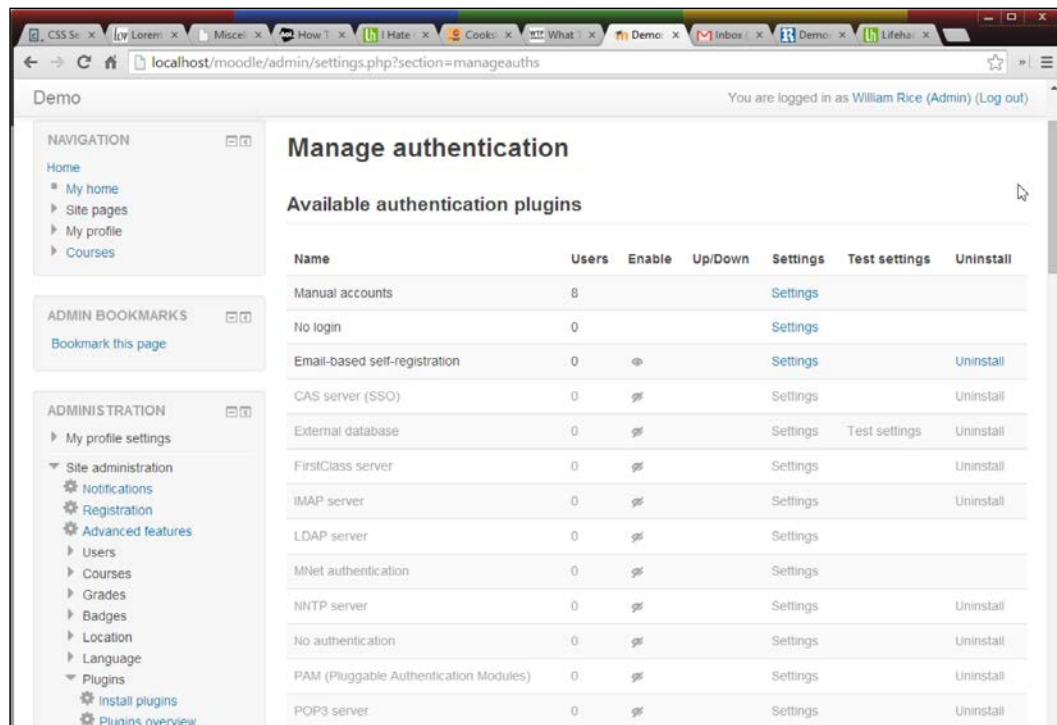 CSS Se
Lorem
Miscel
How T
I Hate
Cooks
What
Demo:
Inbox (
Demo
Lifeha
localhost/moodle/admin/settings.php?section=manageauths
Demo
You are logged in as William Rice (Admin) (Log out)
NAVIGATION
Home
My home
Site pages
My profile
Courses
ADMIN BOOKMARKS
Bookmark this page
ADMINISTRATION
My profile settings
Site administration
Notifications
Registration
Advanced features
Users
Courses
Grades
Badges
Location
Language
Plugins
Install plugins
Plugins overview
Manage authentication
Available authentication plugins
Name Users Enable Up/Down Settings Test settings Uninstall
Manual accounts 8 Settings
No login 0 Settings
Email-based self-registration 0 Settings Uninstall
CAS server (SSO) 0 Settings Uninstall
External database 0 Settings Test settings Uninstall
FirstClass server 0 Settings Uninstall
IMAP server 0 Settings Uninstall
LDAP server 0 Settings
MNet authentication 0 Settings
NNTP server 0 Settings Uninstall
No authentication 0 Settings Uninstall
PAM (Pluggable Authentication Modules) 0 Settings Uninstall
POP3 server 0 Settings Uninstall